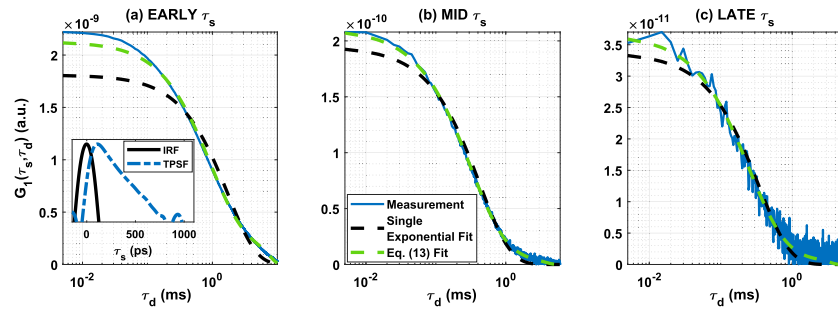 (a) EARLY τs
×10-9
2
1.5
1
0.5
0
G1(τs,τd) (a.u.)
IRF
TPSF
0
500
1000
τs (ps)
10-2
100
τd (ms)
(b) MID τs
×10-10
2
1.5
1
0.5
0
Measurement
Single
Exponential Fit
Eq. (13) Fit
10-2
100
τd (ms)
(c) LATE τs
×10-11
3.5
3
2.5
2
1.5
1
0.5
0
10-2
100
τd (ms)